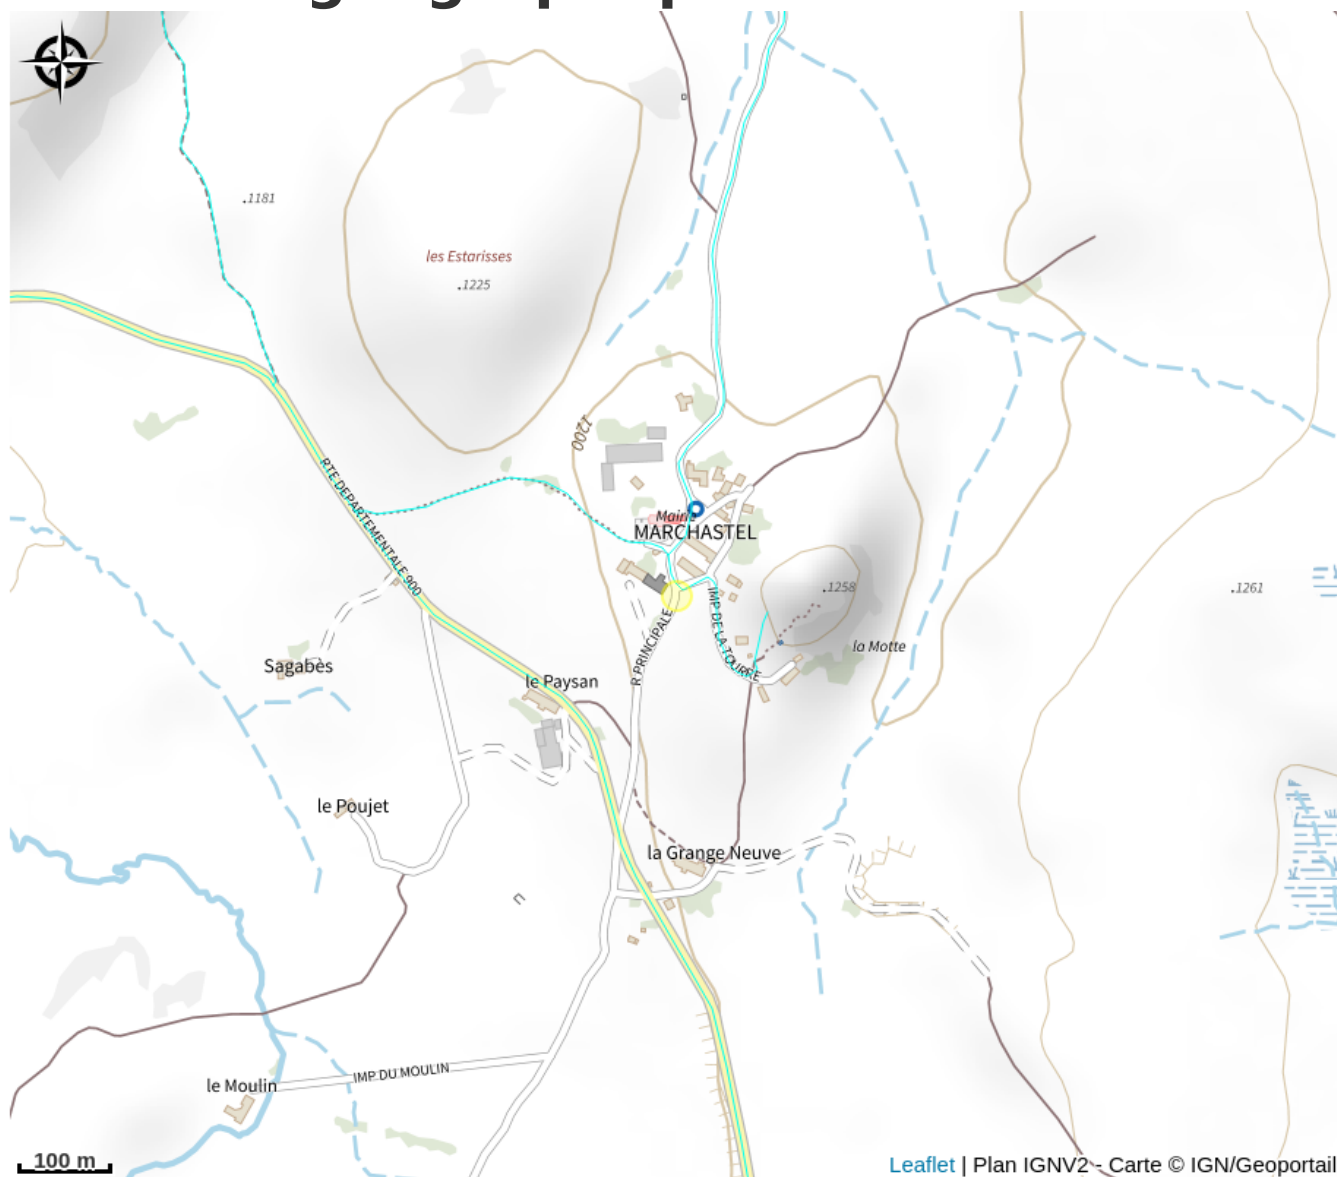 1181
les Estarisses
1225
1200
RTE DEPARTEMENTALE 900
Mairie
MARCHASTEL
1258
1261
IMP DE LA TOURRE
R PRINCIPALE
la Motte
Sagabès
le Paysan
le Poujet
la Grange Neuve
IMP DU MOULIN
le Moulin
100 m
Leaflet | Plan IGNV2 - Carte © IGN/Geoportail